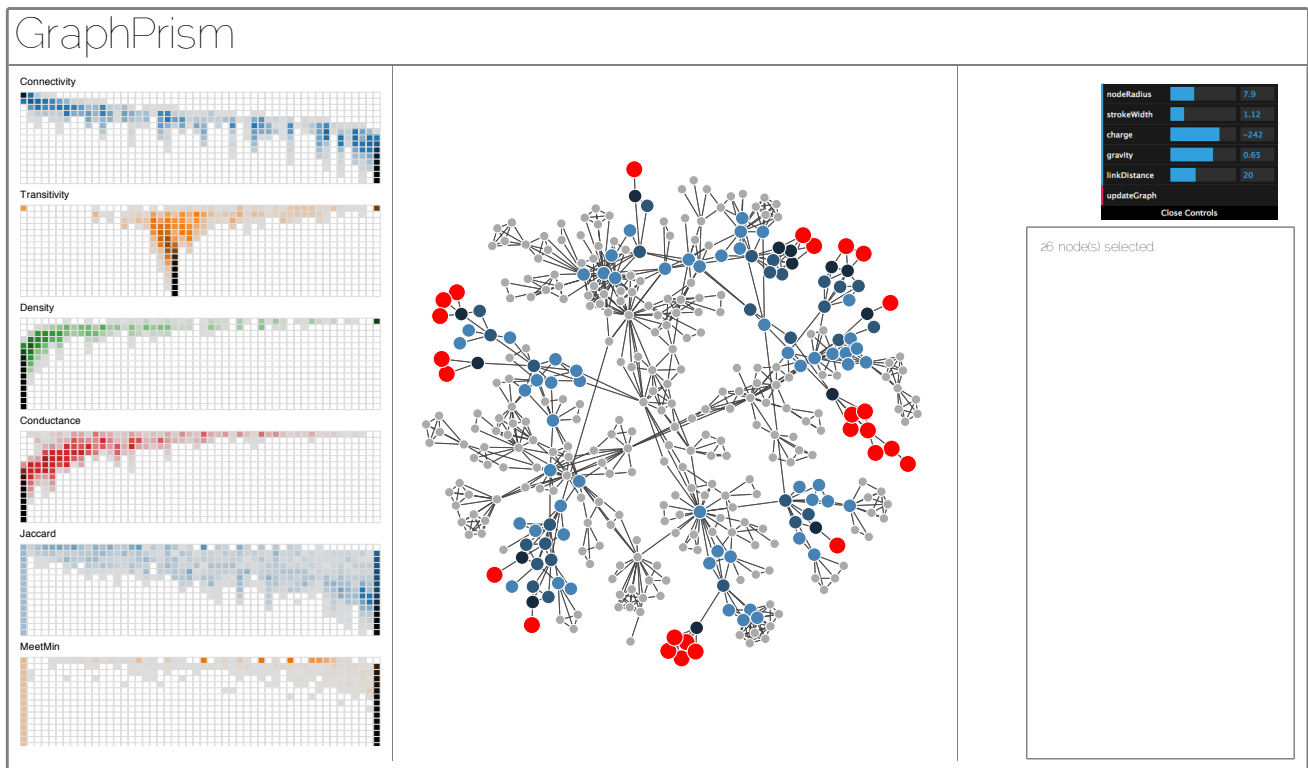 GraphPrism
Connectivity
Transitivity
Density
Conductance
Jaccard
MeetMin
nodeRadius 7.9
strokeWidth 1.12
charge -242
gravity 0.65
linkDistance 20
updateGraph
Close Controls
26 node(s) selected.